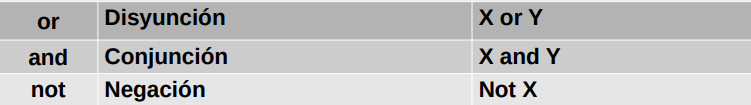 or Disyunción X or Y
and Conjunción X and Y
not Negación Not X